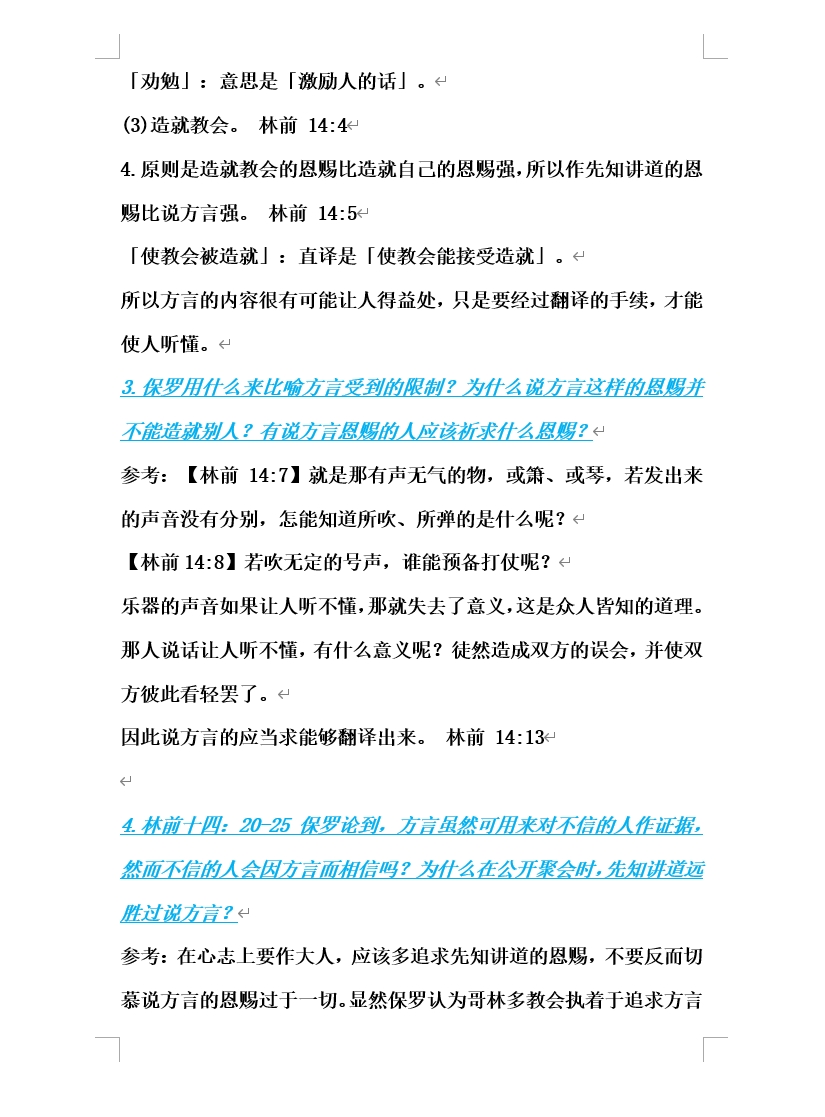 「劝勉」：意思是「激励人的话」。
(3)造就教会。 林前 14:4
4.原则是造就教会的恩赐比造就自己的恩赐强,所以作先知讲道的恩
赐比说方言强。 林前 14:5
「使教会被造就」：直译是「使教会能接受造就」。
所以方言的内容很有可能让人得益处，只是要经过翻译的手续，才能
使人听懂。
3.保罗用什么来比喻方言受到的限制？为什么说方言这样的恩赐并
不能造就别人？有说方言恩赐的人应该祈求什么恩赐？
参考：【林前 14:7】就是那有声无气的物，或箫、或琴，若发出来
的声音没有分别，怎能知道所吹、所弹的是什么呢？
【林前14:8】若吹无定的号声，谁能预备打仗呢？
乐器的声音如果让人听不懂,那就失去了意义,这是众人皆知的道理。
那人说话让人听不懂，有什么意义呢？徒然造成双方的误会，并使双
方彼此看轻罢了。
因此说方言的应当求能够翻译出来。 林前 14:13
4.林前十四：20-25 保罗论到，方言虽然可用来对不信的人作证据，
然而不信的人会因方言而相信吗？为什么在公开聚会时,先知讲道远
胜过说方言？
参考：在心志上要作大人，应该多追求先知讲道的恩赐，不要反而切
慕说方言的恩赐过于一切。显然保罗认为哥林多教会执着于追求方言